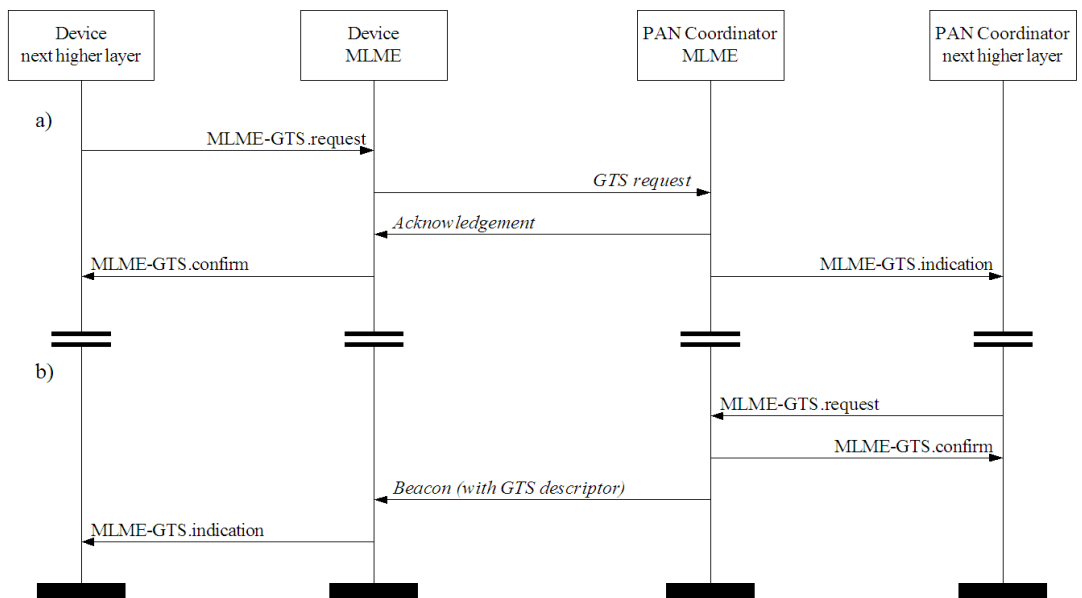 Device
next higher layer
Device
MLME
PAN Coordinator
MLME
PAN Coordinator
next higher layer
a)
MLME-GTS.request
GTS request
Acknowledgement
MLME-GTS.confirm
MLME-GTS.indication
b)
MLME-GTS.request
MLME-GTS.confirm
Beacon (with GTS descriptor)
MLME-GTS.indication